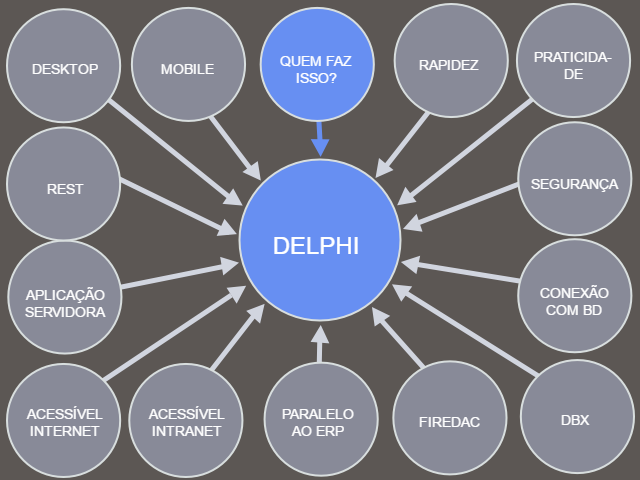 DESKTOP
MOBILE
QUEM FAZ
ISSO?
RAPIDEZ
PRATICIDA-
DE
REST
SEGURANÇA
DELPHI
APLICAÇÃO
SERVIDORA
CONEXÃO
COM BD
ACESSÍVEL
INTERNET
ACESSÍVEL
INTRANET
PARALELO
AO ERP
FIREDAC
DBX